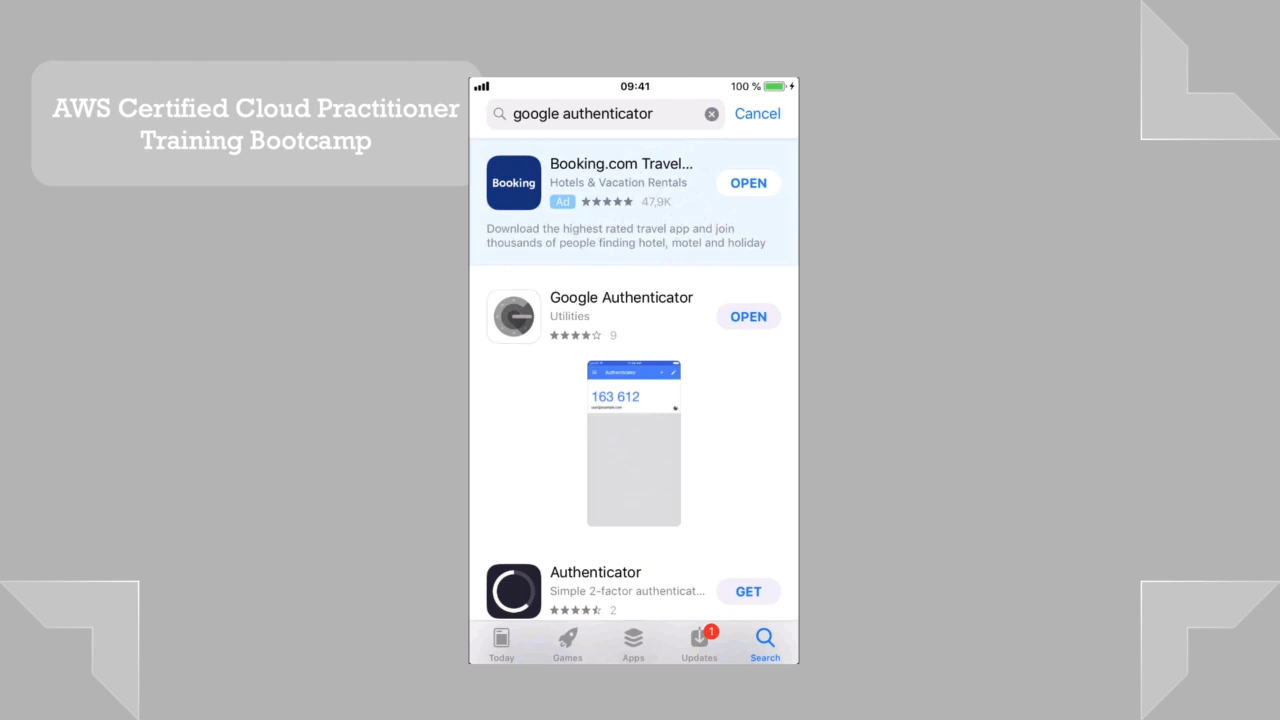 AWS Certified Cloud Practitioner
Training Bootcamp
09:41
100 %
google authenticator
Cancel
Booking
Booking.com Travel...
Hotels & Vacation Rentals
Ad
47,9K
OPEN
Download the highest rated travel app and join
thousands of people finding hotel, motel and holiday
Google Authenticator
Utilities
9
OPEN
Authenticator
163 612
user@example.com
Authenticator
Simple 2-factor authenticat...
2
GET
1
Today
Games
Apps
Updates
Search